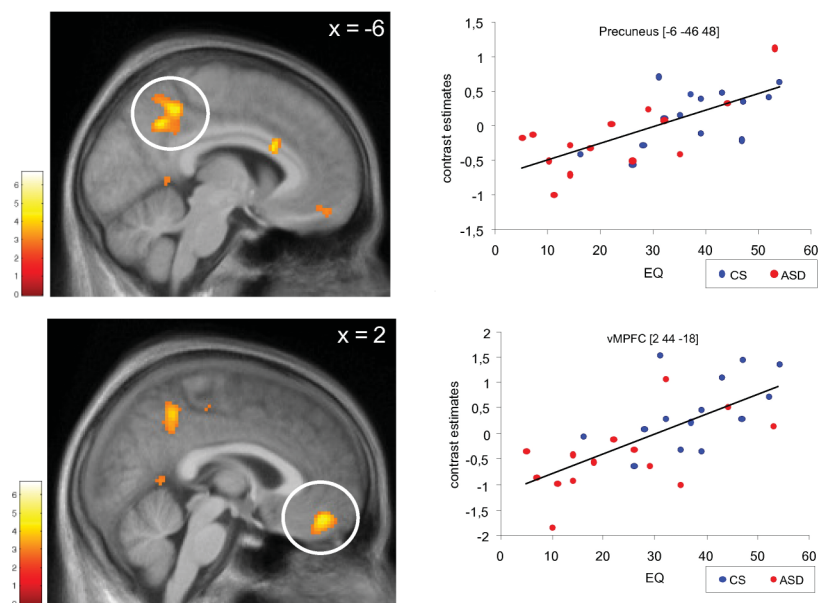 x = -6
6
5
4
3
2
1
0
Precuneus [-6 -46 48]
contrast estimates
1,5
1
0,5
0
-0,5
-1
-1,5
0 10 20 30 40 50 60
EQ
CS ASD
x = 2
6
5
4
3
2
1
0
vMPFC [2 44 -18]
contrast estimates
2
1,5
1
0,5
0
-0,5
-1
-1,5
-2
0 10 20 30 40 50 60
EQ
CS ASD